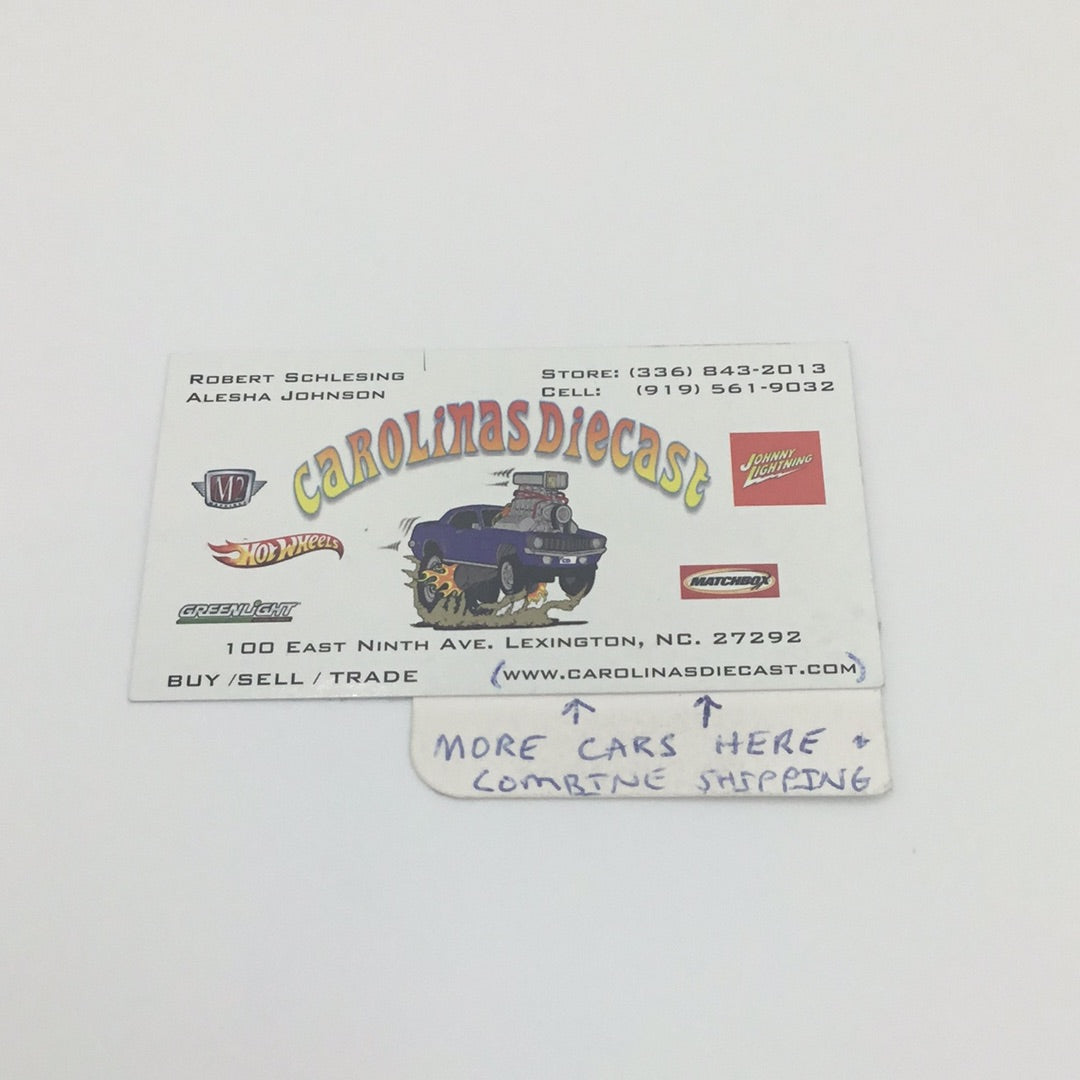 ROBERT SCHLESING
ALESHA JOHNSON
STORE: (336) 843-2013
CELL: (919) 561-9032
CAROLINAS DIECAST
M2
MACHINES
JOHNNY LIGHTNING
HOT WHEELS
MATCHBOX
GREENLIGHT
100 EAST NINTH AVE. LEXINGTON, NC. 27292
BUY /SELL / TRADE
(WWW.CAROLINASDIECAST.COM)
↑ ↑
MORE CARS HERE +
COMBINE SHIPPING